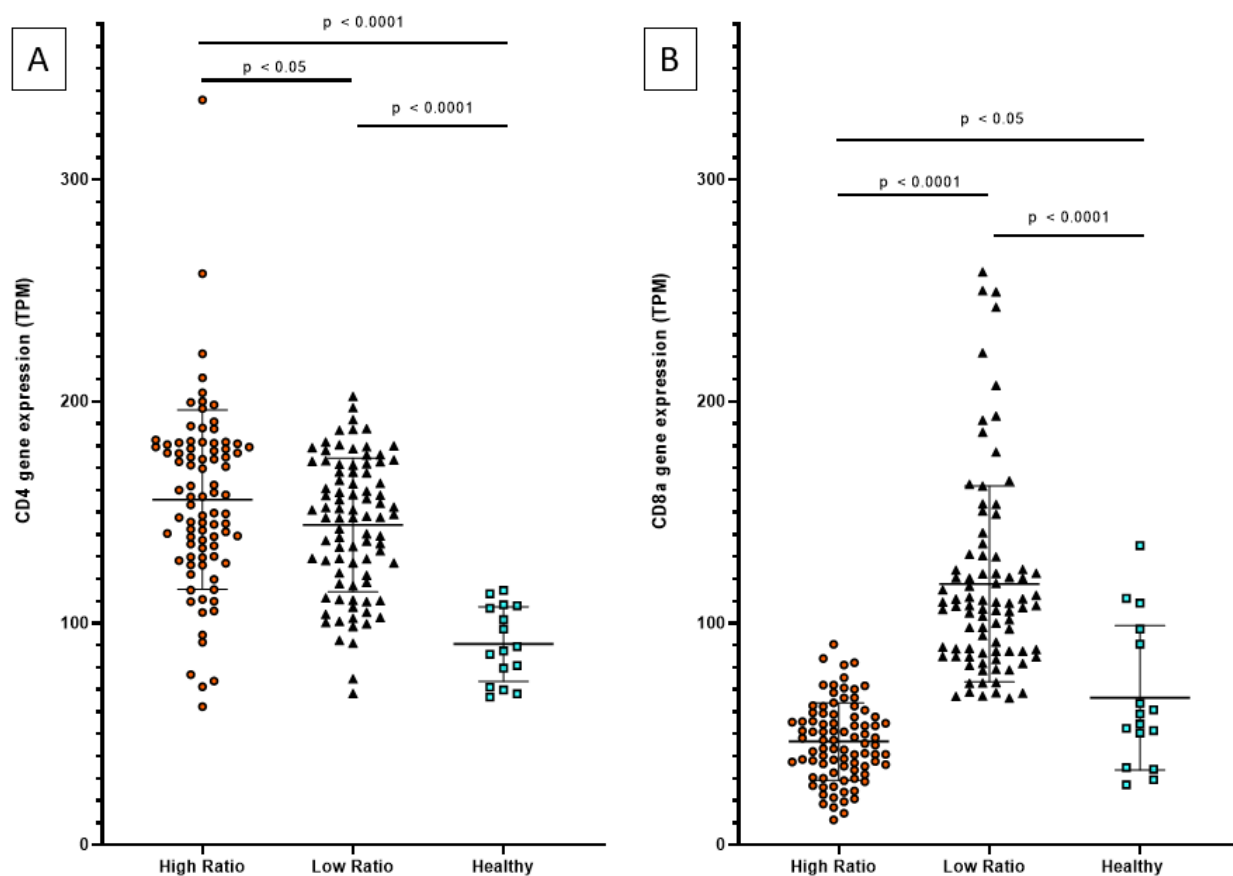 A
p < 0.0001
p < 0.05
p < 0.0001
CD4 gene expression (TPM)
300
200
100
0
High Ratio
Low Ratio
Healthy
B
p < 0.05
p < 0.0001
p < 0.0001
CD8a gene expression (TPM)
300
200
100
0
High Ratio
Low Ratio
Healthy